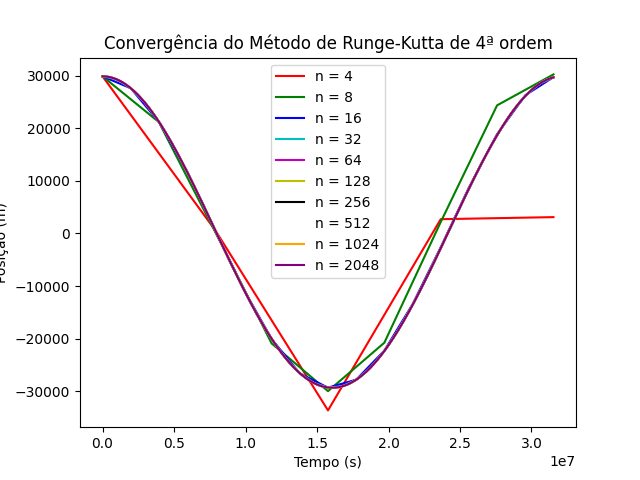 Convergência do Método de Runge-Kutta de 4ª ordem
30000
20000
10000
0
−10000
−20000
−30000
n = 4
n = 8
n = 16
n = 32
n = 64
n = 128
n = 256
n = 512
n = 1024
n = 2048
0.0
0.5
1.0
1.5
2.0
2.5
3.0
1e7
Tempo (s)
Posição (m)